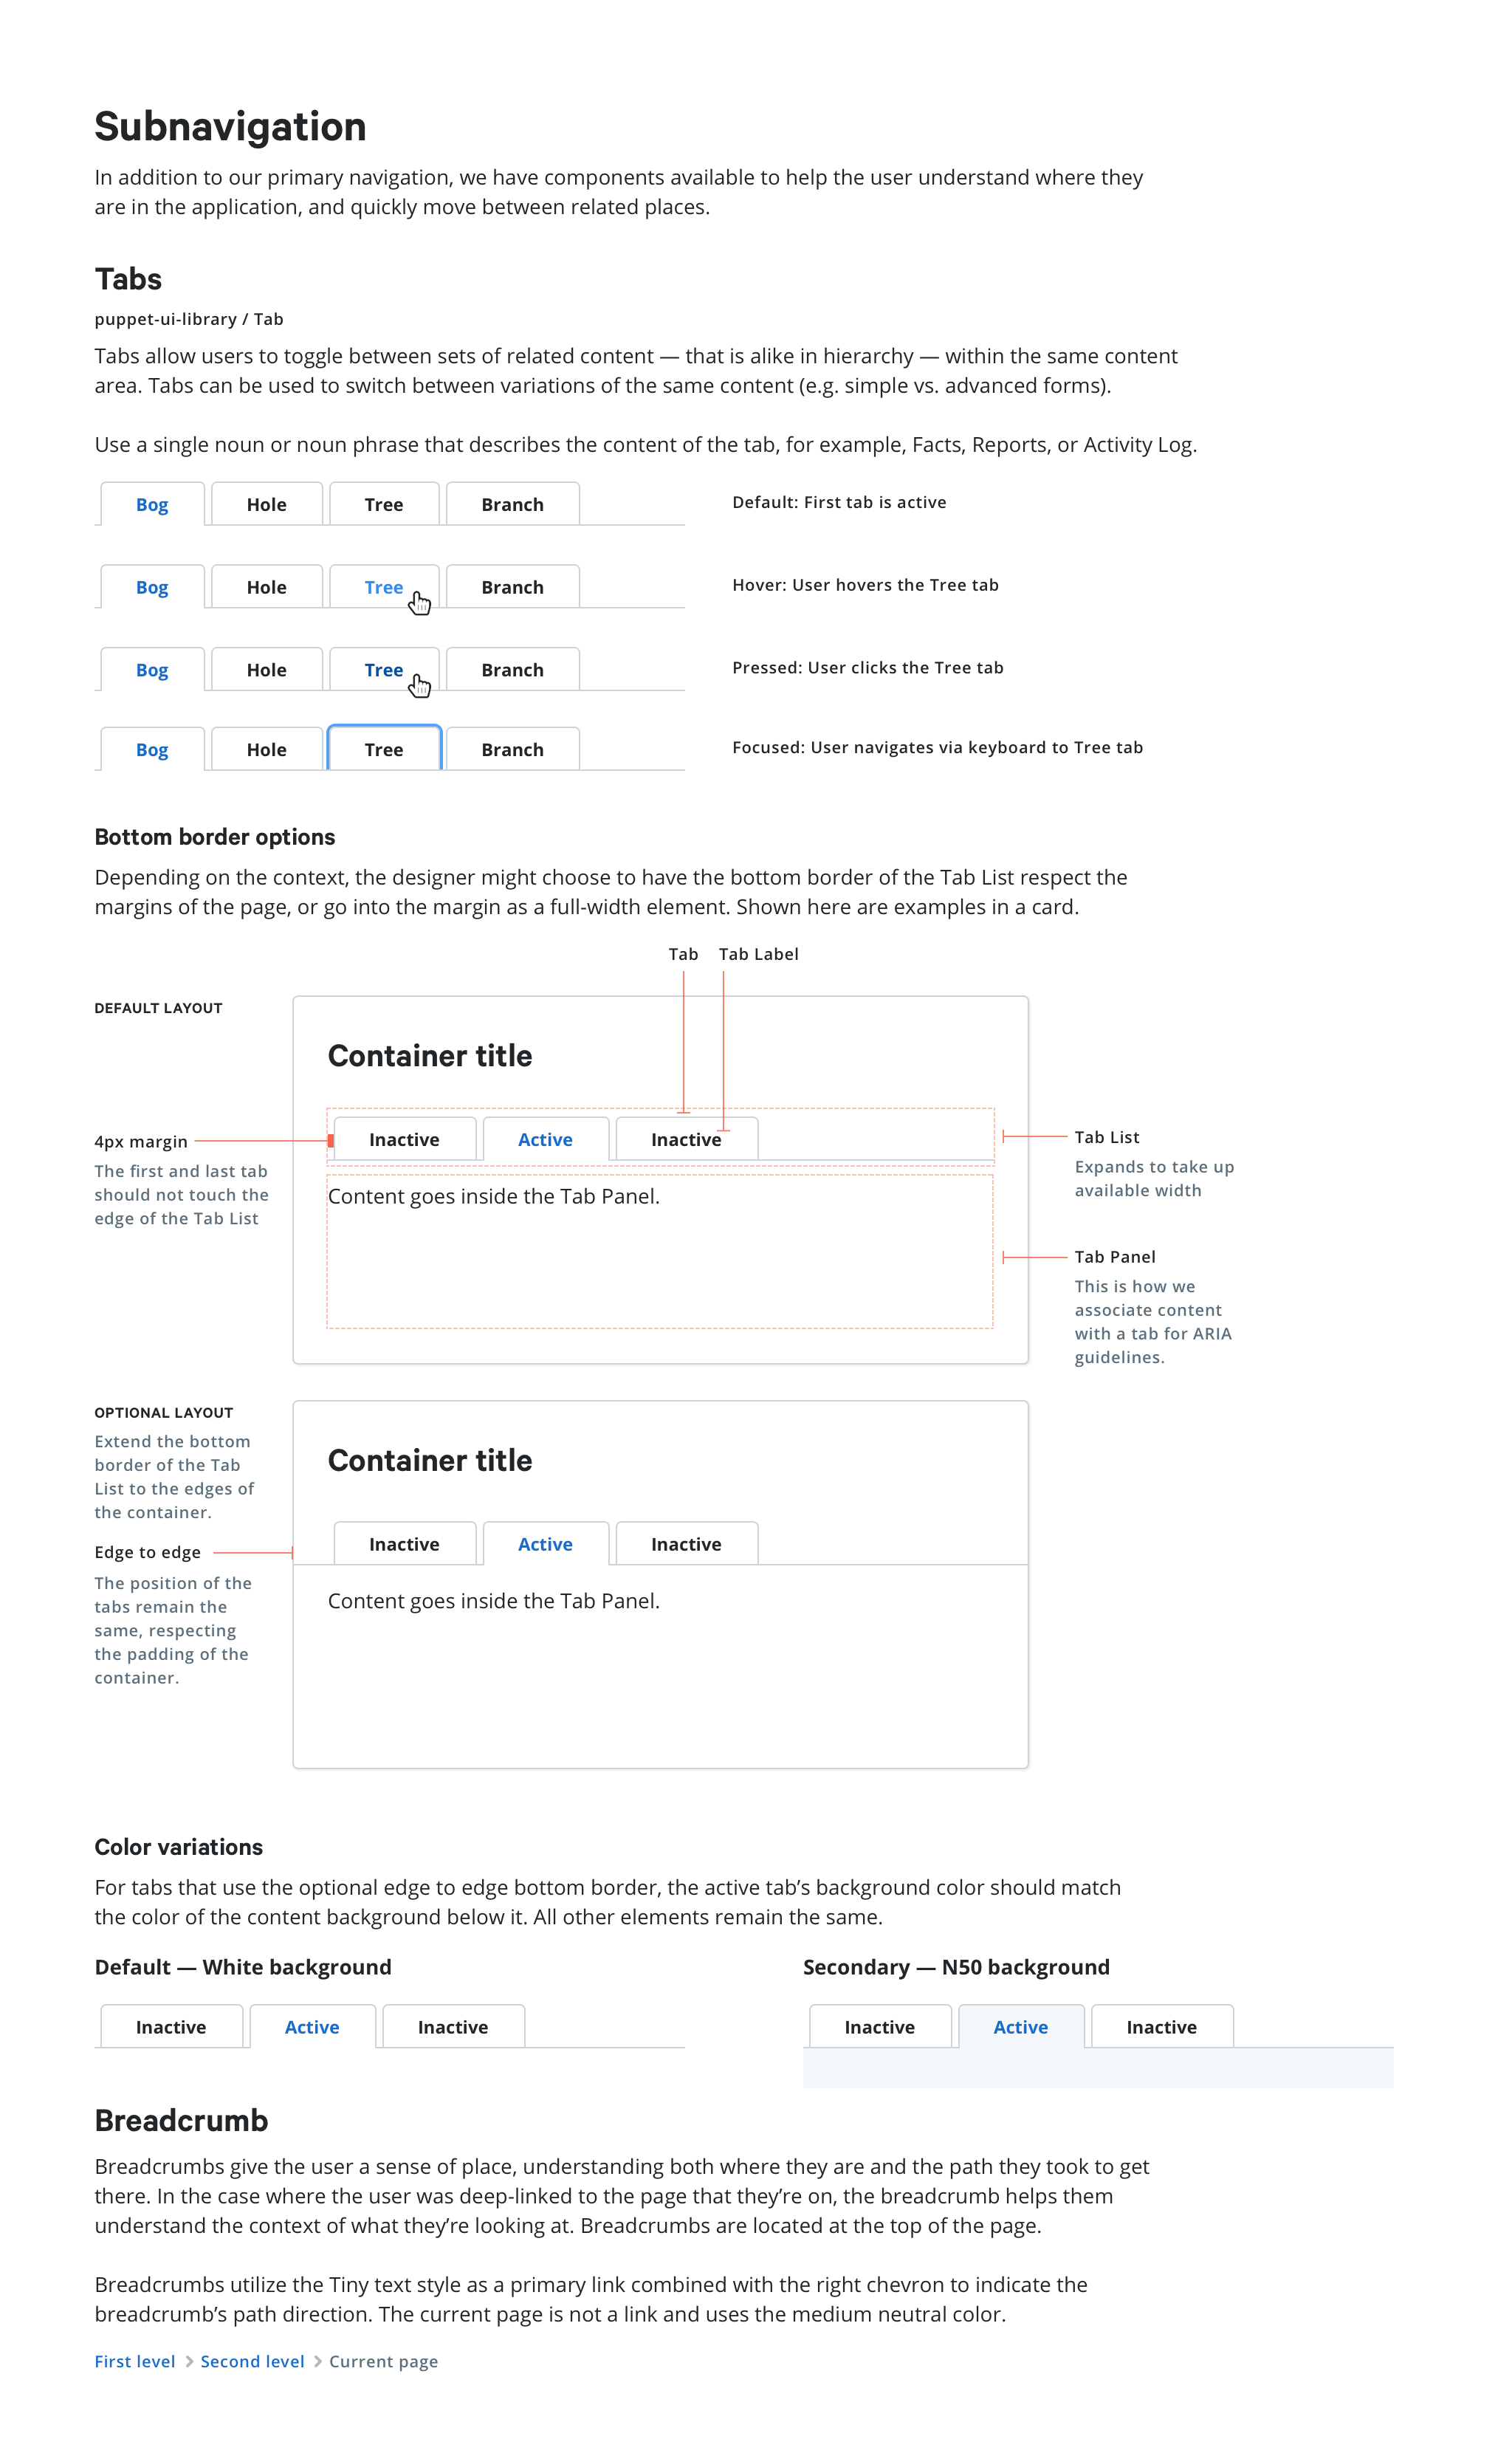 Subnavigation
In addition to our primary navigation, we have components available to help the user understand where they
are in the application, and quickly move between related places.
Tabs
puppet-ui-library / Tab
Tabs allow users to toggle between sets of related content — that is alike in hierarchy — within the same content
area. Tabs can be used to switch between variations of the same content (e.g. simple vs. advanced forms).
Use a single noun or noun phrase that describes the content of the tab, for example, Facts, Reports, or Activity Log.
Bog Hole Tree Branch Default: First tab is active
Bog Hole Tree Branch Hover: User hovers the Tree tab
Bog Hole Tree Branch Pressed: User clicks the Tree tab
Bog Hole Tree Branch Focused: User navigates via keyboard to Tree tab
Bottom border options
Depending on the context, the designer might choose to have the bottom border of the Tab List respect the
margins of the page, or go into the margin as a full-width element. Shown here are examples in a card.
Tab Tab Label
DEFAULT LAYOUT
Container title
4px margin
The first and last tab
should not touch the
edge of the Tab List
Inactive Active Inactive
Content goes inside the Tab Panel.
Tab List
Expands to take up
available width
Tab Panel
This is how we
associate content
with a tab for ARIA
guidelines.
OPTIONAL LAYOUT
Extend the bottom
border of the Tab
List to the edges of
the container.
Edge to edge
The position of the
tabs remain the
same, respecting
the padding of the
container.
Container title
Inactive Active Inactive
Content goes inside the Tab Panel.
Color variations
For tabs that use the optional edge to edge bottom border, the active tab’s background color should match
the color of the content background below it. All other elements remain the same.
Default — White background
Inactive Active Inactive
Secondary — N50 background
Inactive Active Inactive
Breadcrumb
Breadcrumbs give the user a sense of place, understanding both where they are and the path they took to get
there. In the case where the user was deep-linked to the page that they’re on, the breadcrumb helps them
understand the context of what they’re looking at. Breadcrumbs are located at the top of the page.
Breadcrumbs utilize the Tiny text style as a primary link combined with the right chevron to indicate the
breadcrumb’s path direction. The current page is not a link and uses the medium neutral color.
First level > Second level > Current page